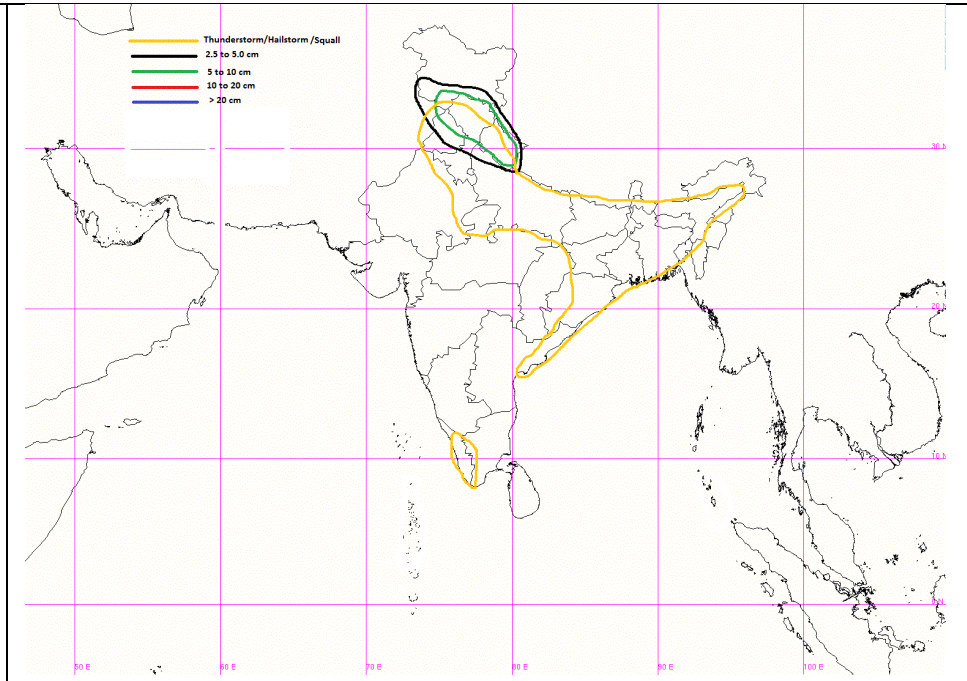 Thunderstorm/Hailstorm /Squall
2.5 to 5.0 cm
5 to 10 cm
10 to 20 cm
> 20 cm
30 N
20 N
10 N
50 E
60 E
70 E
80 E
90 E
100 E